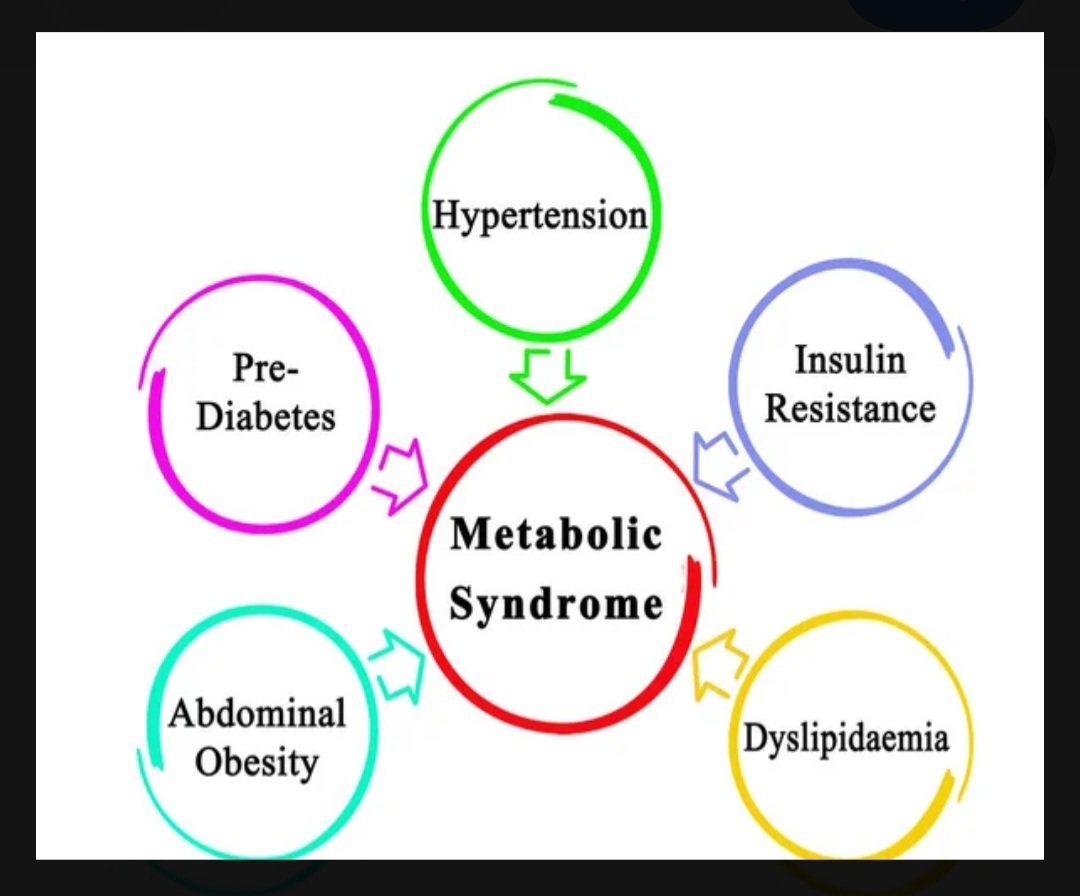 Hypertension
Pre-
Diabetes
Insulin
Resistance
Metabolic
Syndrome
Abdominal
Obesity
Dyslipidaemia